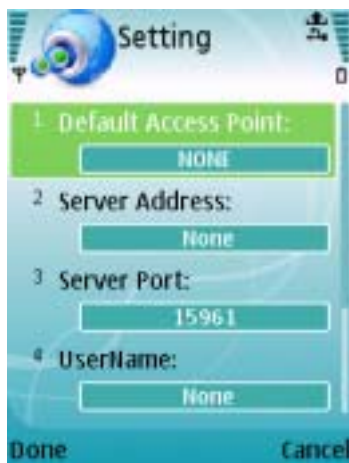 Setting
1 Default Access Point:
NONE
2 Server Address:
None
3 Server Port:
15961
4 UserName:
None
Done Cancel